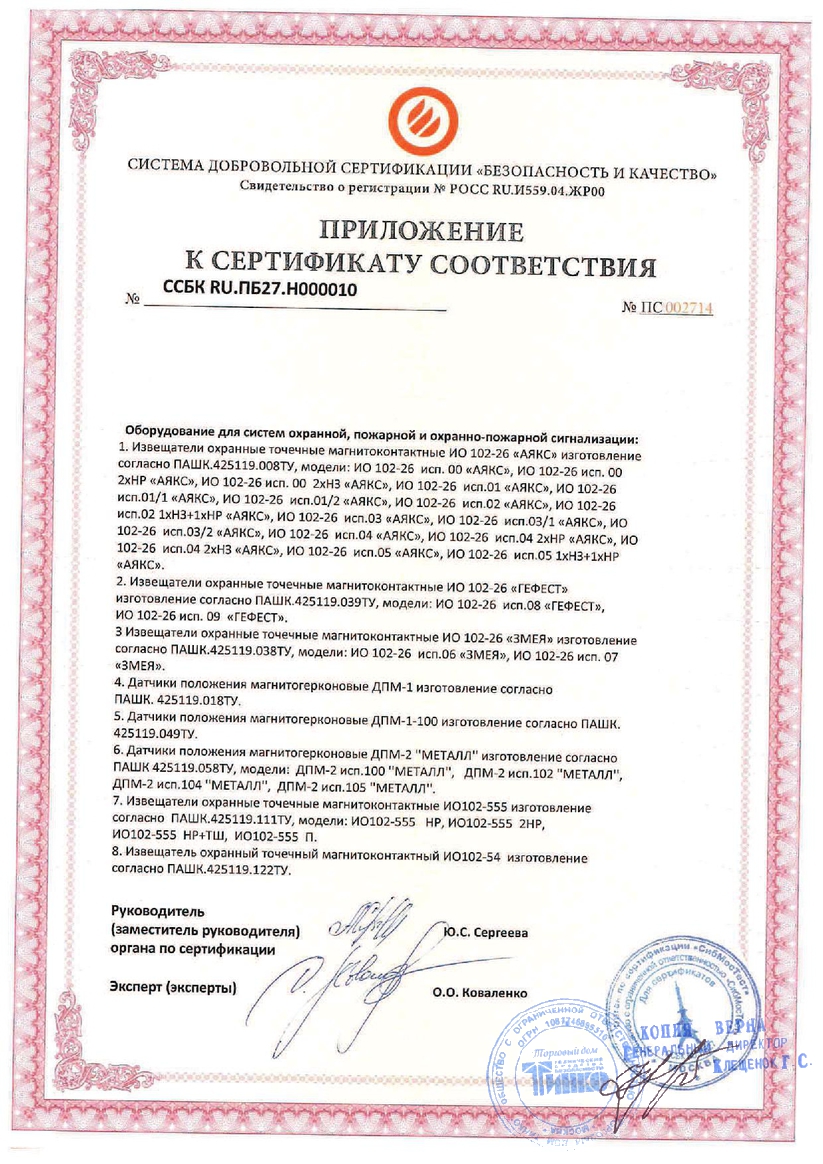 СИСТЕМА ДОБРОВОЛЬНОЙ СЕРТИФИКАЦИИ «БЕЗОПАСНОСТЬ И КАЧЕСТВО»
Свидетельство о регистрации № РОСС RU.И559.04.ЖР00
ПРИЛОЖЕНИЕ
К СЕРТИФИКАТУ СООТВЕТСТВИЯ
№ ССБК RU.ПБ27.Н000010
№ ПС 002714
Оборудование для систем охранной, пожарной и охранно-пожарной сигнализации:
1. Извещатели охранные точечные магнитоконтактные ИО 102-26 «АЯКС» изготовление
согласно ПАШК.425119.008ТУ, модели: ИО 102-26 исп. 00 «АЯКС», ИО 102-26 исп. 00
2хНР «АЯКС», ИО 102-26 исп. 00 2хНЗ «АЯКС», ИО 102-26 исп.01 «АЯКС», ИО 102-26
исп.01/1 «АЯКС», ИО 102-26 исп.01/2 «АЯКС», ИО 102-26 исп.02 «АЯКС», ИО 102-26
исп.02 1хНЗ+1хНР «АЯКС», ИО 102-26 исп.03 «АЯКС», ИО 102-26 исп.03/1 «АЯКС», ИО
102-26 исп.03/2 «АЯКС», ИО 102-26 исп.04 «АЯКС», ИО 102-26 исп.04 2хНР «АЯКС», ИО
102-26 исп.04 2хНЗ «АЯКС», ИО 102-26 исп.05 «АЯКС», ИО 102-26 исп.05 1хНЗ+1хНР
«АЯКС».
2. Извещатели охранные точечные магнитоконтактные ИО 102-26 «ГЕФЕСТ»
изготовление согласно ПАШК.425119.039ТУ, модели: ИО 102-26 исп.08 «ГЕФЕСТ»,
ИО 102-26 исп. 09 «ГЕФЕСТ».
3 Извещатели охранные точечные магнитоконтактные ИО 102-26 «ЗМЕЯ» изготовление
согласно ПАШК.425119.038ТУ, модели: ИО 102-26 исп.06 «ЗМЕЯ», ИО 102-26 исп. 07
«ЗМЕЯ».
4. Датчики положения магнитогерконовые ДПМ-1 изготовление согласно
ПАШК. 425119.018ТУ.
5. Датчики положения магнитогерконовые ДПМ-1-100 изготовление согласно ПАШК.
425119.049ТУ.
6. Датчики положения магнитогерконовые ДПМ-2 "МЕТАЛЛ" изготовление согласно
ПАШК 425119.058ТУ, модели: ДПМ-2 исп.100 "МЕТАЛЛ", ДПМ-2 исп.102 "МЕТАЛЛ",
ДПМ-2 исп.104 "МЕТАЛЛ", ДПМ-2 исп.105 "МЕТАЛЛ".
7. Извещатели охранные точечные магнитоконтактные ИО102-555 изготовление
согласно ПАШК.425119.111ТУ, модели: ИО102-555 НР, ИО102-555 2НР,
ИО102-555 НР+ТШ, ИО102-555 П.
8. Извещатель охранный точечный магнитоконтактный ИО102-54 изготовление
согласно ПАШК.425119.122ТУ.
Руководитель
(заместитель руководителя)
органа по сертификации
Ю.С. Сергеева
Эксперт (эксперты)
О.О. Коваленко
Для сертификатов
КОПИЯ ВЕРНА
ГЕНЕРАЛЬНЫЙ ДИРЕКТОР
КЛЕЩЕНОК Г.С.
Торговый дом
ТИНКО
МОСКВА